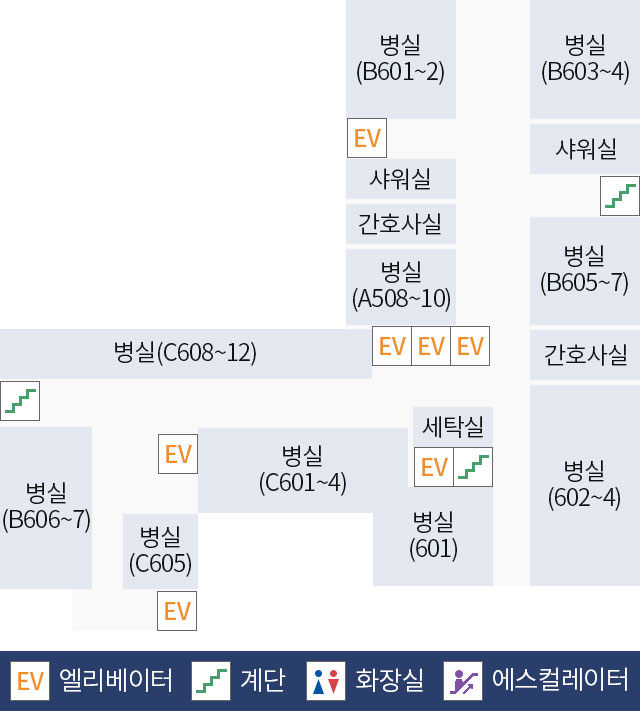 병실
(B601~2)
병실
(B603~4)
EV
샤워실
샤워실
간호사실
병실
(A508~10)
병실
(B605~7)
EV EV EV
병실(C608~12)
간호사실
세탁실
EV
EV
병실
(C601~4)
병실
(602~4)
병실
(B606~7)
병실
(C605)
병실
(601)
EV
EV 엘리베이터 계단 화장실 에스컬레이터